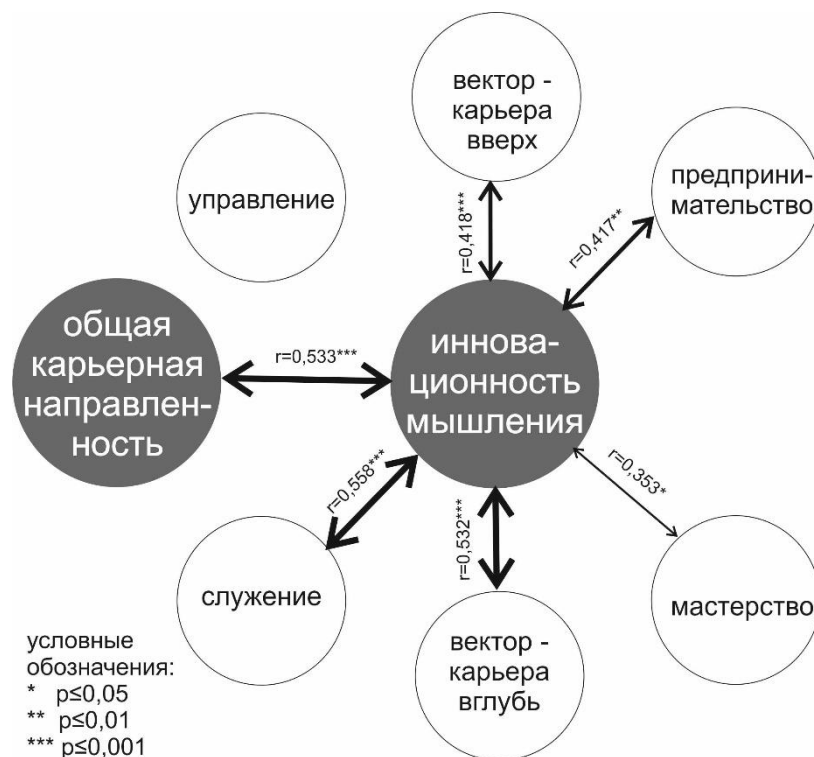 вектор -
карьера
вверх
управление
предприни-
мательство
r=0,418***
r=0,417**
общая
карьерная
направлен-
ность
r=0,533***
иннова-
ционность
мышления
r=0,558***
r=0,532***
r=0,353*
служение
вектор -
карьера
вглубь
мастерство
условные
обозначения:
* p≤0,05
** p≤0,01
*** p≤0,001